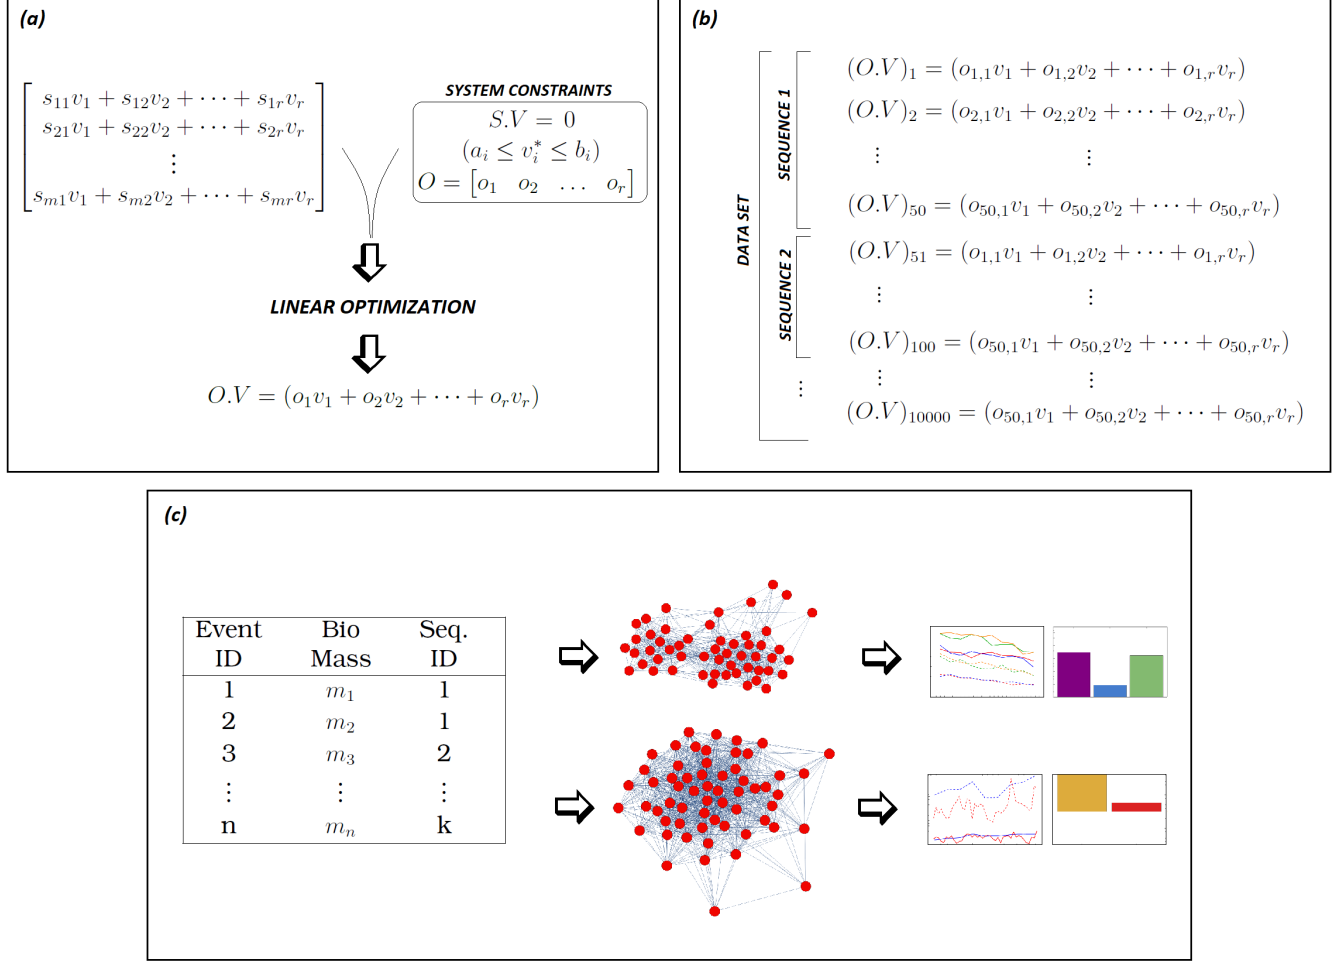 (a)
s₁₁v₁ + s₁₂v₂ + ⋯ + s₁ᵣvᵣ
s₂₁v₁ + s₂₂v₂ + ⋯ + s₂ᵣvᵣ
⋮
sₘ₁v₁ + sₘ₂v₂ + ⋯ + sₘᵣvᵣ
SYSTEM CONSTRAINTS
S.V = 0
(aᵢ ≤ vᵢ* ≤ bᵢ)
O = [o₁ o₂ … oᵣ]
LINEAR OPTIMIZATION
O.V = (o₁v₁ + o₂v₂ + ⋯ + oᵣvᵣ)
(b)
DATA SET
SEQUENCE 1
(O.V)₁ = (o₁,₁v₁ + o₁,₂v₂ + ⋯ + o₁,ᵣvᵣ)
(O.V)₂ = (o₂,₁v₁ + o₂,₂v₂ + ⋯ + o₂,ᵣvᵣ)
⋮ ⋮
(O.V)₅₀ = (o₅₀,₁v₁ + o₅₀,₂v₂ + ⋯ + o₅₀,ᵣvᵣ)
SEQUENCE 2
(O.V)₅₁ = (o₁,₁v₁ + o₁,₂v₂ + ⋯ + o₁,ᵣvᵣ)
⋮ ⋮
(O.V)₁₀₀ = (o₅₀,₁v₁ + o₅₀,₂v₂ + ⋯ + o₅₀,ᵣvᵣ)
⋮ ⋮ ⋮
(O.V)₁₀₀₀₀ = (o₅₀,₁v₁ + o₅₀,₂v₂ + ⋯ + o₅₀,ᵣvᵣ)
(c)
Event Bio Seq.
ID Mass ID
1 m₁ 1
2 m₂ 1
3 m₃ 2
⋮ ⋮ ⋮
n mₙ k